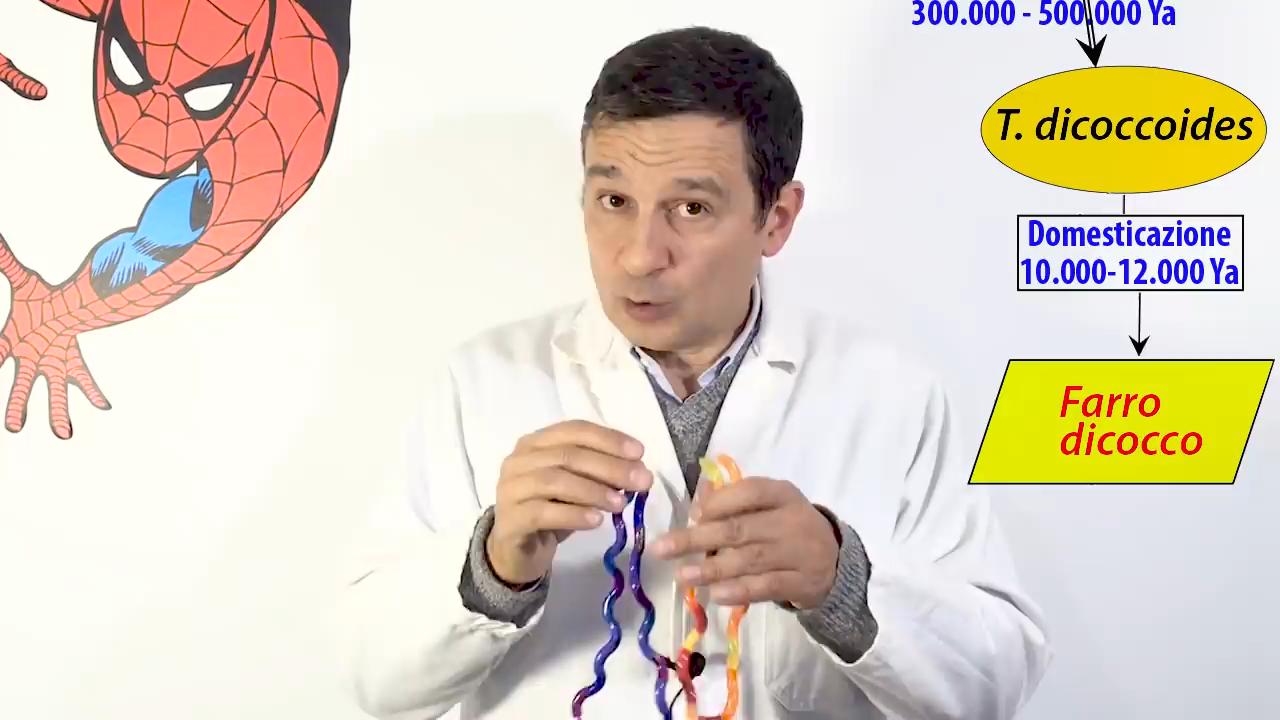 300.000 - 500.000 Ya
T. dicoccoides
Domesticazione
10.000-12.000 Ya
Farro
dicocco